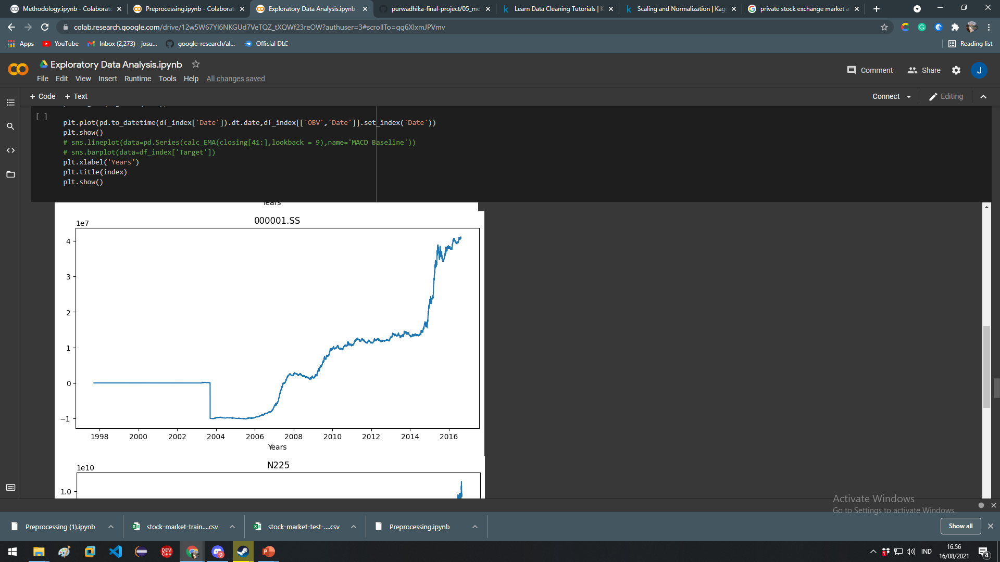 Methodology.ipynb - Colaborato
Preprocessing.ipynb - Colaborat
Exploratory Data Analysis.ipynb
purwadhika-final-project/05_me
Learn Data Cleaning Tutorials | K
Scaling and Normalization | Kagg
private stock exchange market a
colab.research.google.com/drive/12w5W67Yl6NKGUd7VeTQZ_tXQWf23reOW?authuser=3#scrollTo=qg6XlxmJPVmv
Apps
YouTube
Inbox (2,273) - josu...
google-research/al...
Official DLC
Reading list
Exploratory Data Analysis.ipynb
Comment
Share
J
File Edit View Insert Runtime Tools Help All changes saved
+ Code + Text
Connect
Editing
[ ]
plt.plot(pd.to_datetime(df_index['Date']).dt.date,df_index[['OBV','Date']].set_index('Date'))
plt.show()
# sns.lineplot(data=pd.Series(calc_EMA(closing[41:],lookback = 9),name='MACD Baseline'))
# sns.barplot(data=df_index['Target'])
plt.xlabel('Years')
plt.title(index)
plt.show()
Years
000001.SS
1e7
4
3
2
1
0
−1
1998 2000 2002 2004 2006 2008 2010 2012 2014 2016
Years
N225
1e10
1.0
Activate Windows
Go to Settings to activate Windows.
Preprocessing (1).ipynb
stock-market-train....csv
stock-market-test-....csv
Preprocessing.ipynb
Show all
DEV
C++
9
P
1
IND
16.56
16/08/2021
4